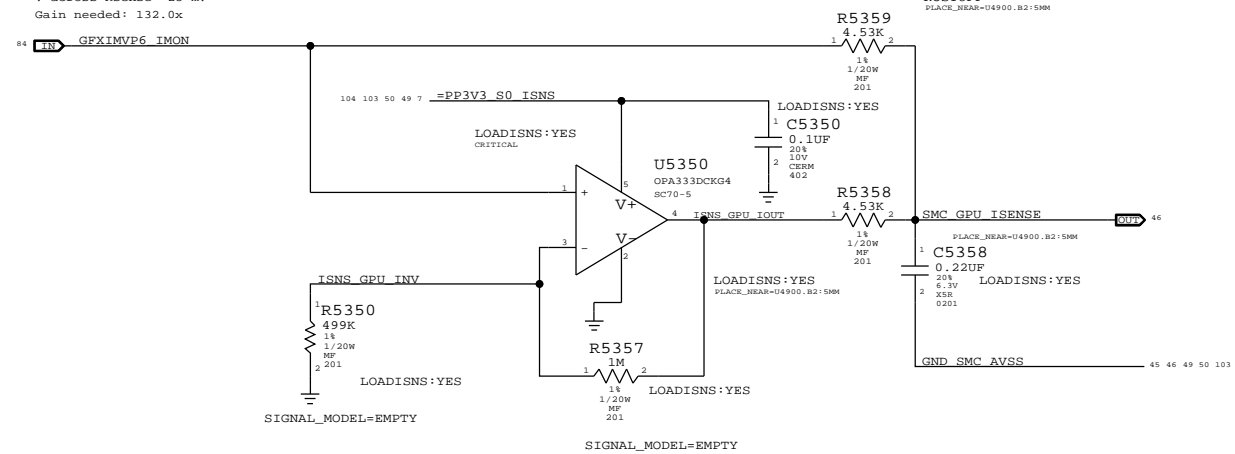 Gain needed: 132.0x
PLACE_NEAR=U4900.B2:5MM
84 IN GFXIMVP6_IMON
R5359
4.53K
1 2
1%
1/20W
MF
201
104 103 50 49 7 =PP3V3_S0_ISNS
LOADISNS:YES
CRITICAL
LOADISNS:YES
1 C5350
0.1UF
20%
10V
2 CERM
402
U5350
OPA333DCKG4
SC70-5
1 +
5
V+
4 ISNS_GPU_IOUT
3 −
V−
2
R5358
4.53K
1 2
1%
1/20W
MF
201
SMC_GPU_ISENSE OUT 46
PLACE_NEAR=U4900.B2:5MM
1 C5358
0.22UF
20%
6.3V
2 X5R
0201
LOADISNS:YES
LOADISNS:YES
PLACE_NEAR=U4900.B2:5MM
ISNS_GPU_INV
1 R5350
499K
1%
1/20W
MF
2 201
LOADISNS:YES
SIGNAL_MODEL=EMPTY
R5357
1M
1 2
1%
1/20W
MF
201
LOADISNS:YES
SIGNAL_MODEL=EMPTY
GND_SMC_AVSS 45 46 49 50 103